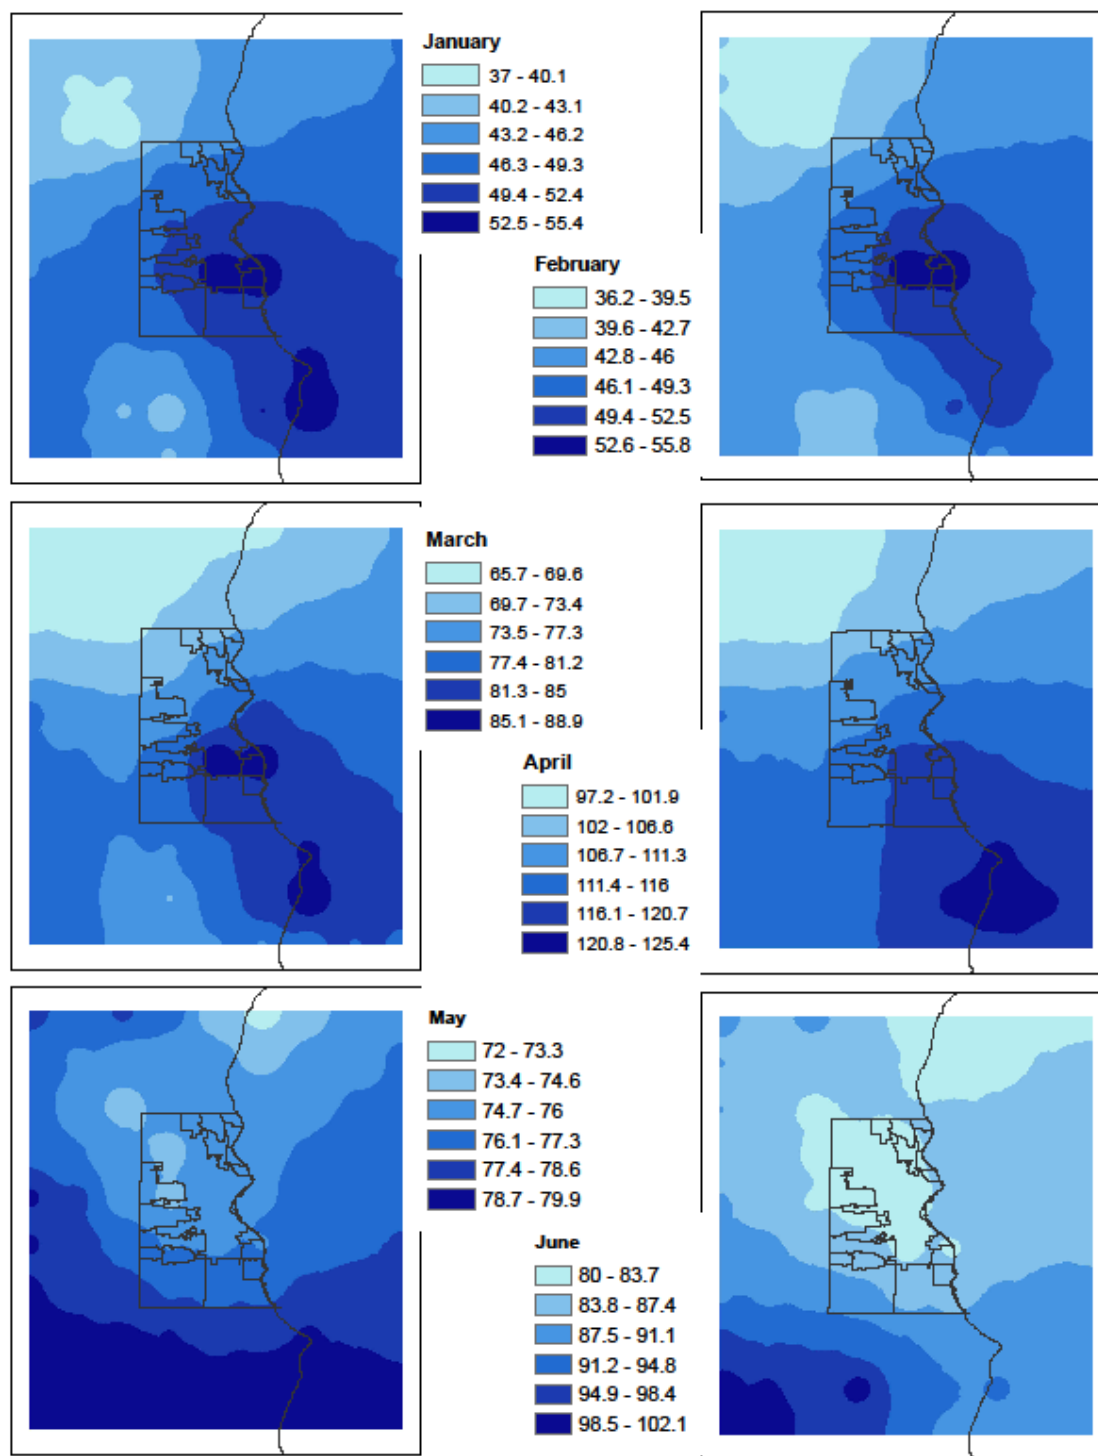 January
37 - 40.1
40.2 - 43.1
43.2 - 46.2
46.3 - 49.3
49.4 - 52.4
52.5 - 55.4
February
36.2 - 39.5
39.6 - 42.7
42.8 - 46
46.1 - 49.3
49.4 - 52.5
52.6 - 55.8
March
65.7 - 69.6
69.7 - 73.4
73.5 - 77.3
77.4 - 81.2
81.3 - 85
85.1 - 88.9
April
97.2 - 101.9
102 - 106.6
106.7 - 111.3
111.4 - 116
116.1 - 120.7
120.8 - 125.4
May
72 - 73.3
73.4 - 74.6
74.7 - 76
76.1 - 77.3
77.4 - 78.6
78.7 - 79.9
June
80 - 83.7
83.8 - 87.4
87.5 - 91.1
91.2 - 94.8
94.9 - 98.4
98.5 - 102.1